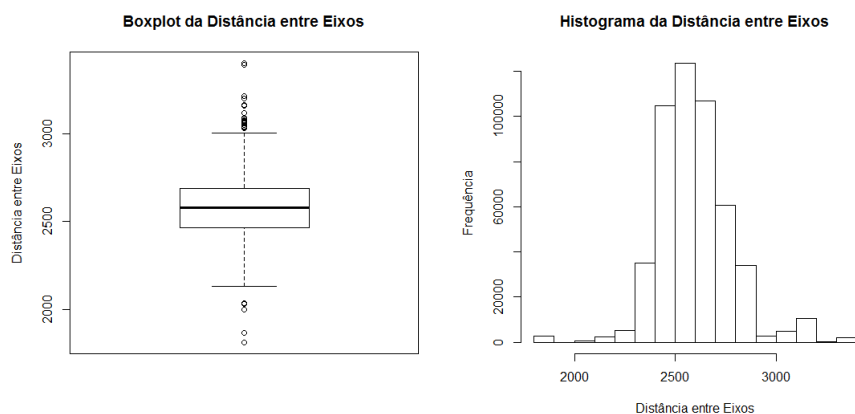 Boxplot da Distância entre Eixos
Distância entre Eixos
3000
2500
2000
Histograma da Distância entre Eixos
Frequência
100000
60000
20000
0
2000 2500 3000
Distância entre Eixos